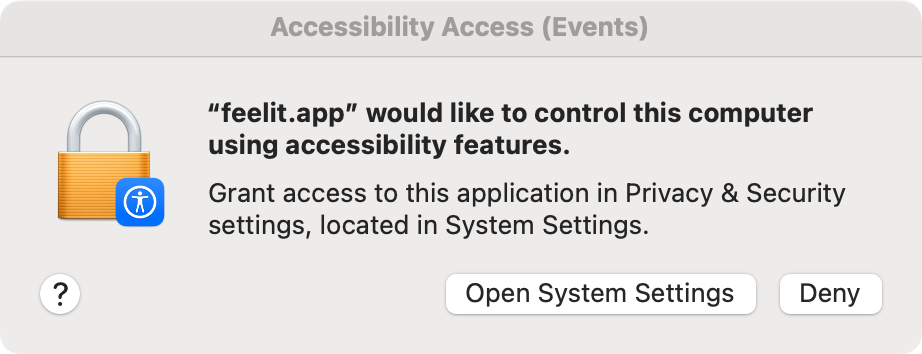 Accessibility Access (Events)
“feelit.app” would like to control this computer
using accessibility features.
Grant access to this application in Privacy & Security
settings, located in System Settings.
?
Open System Settings
Deny